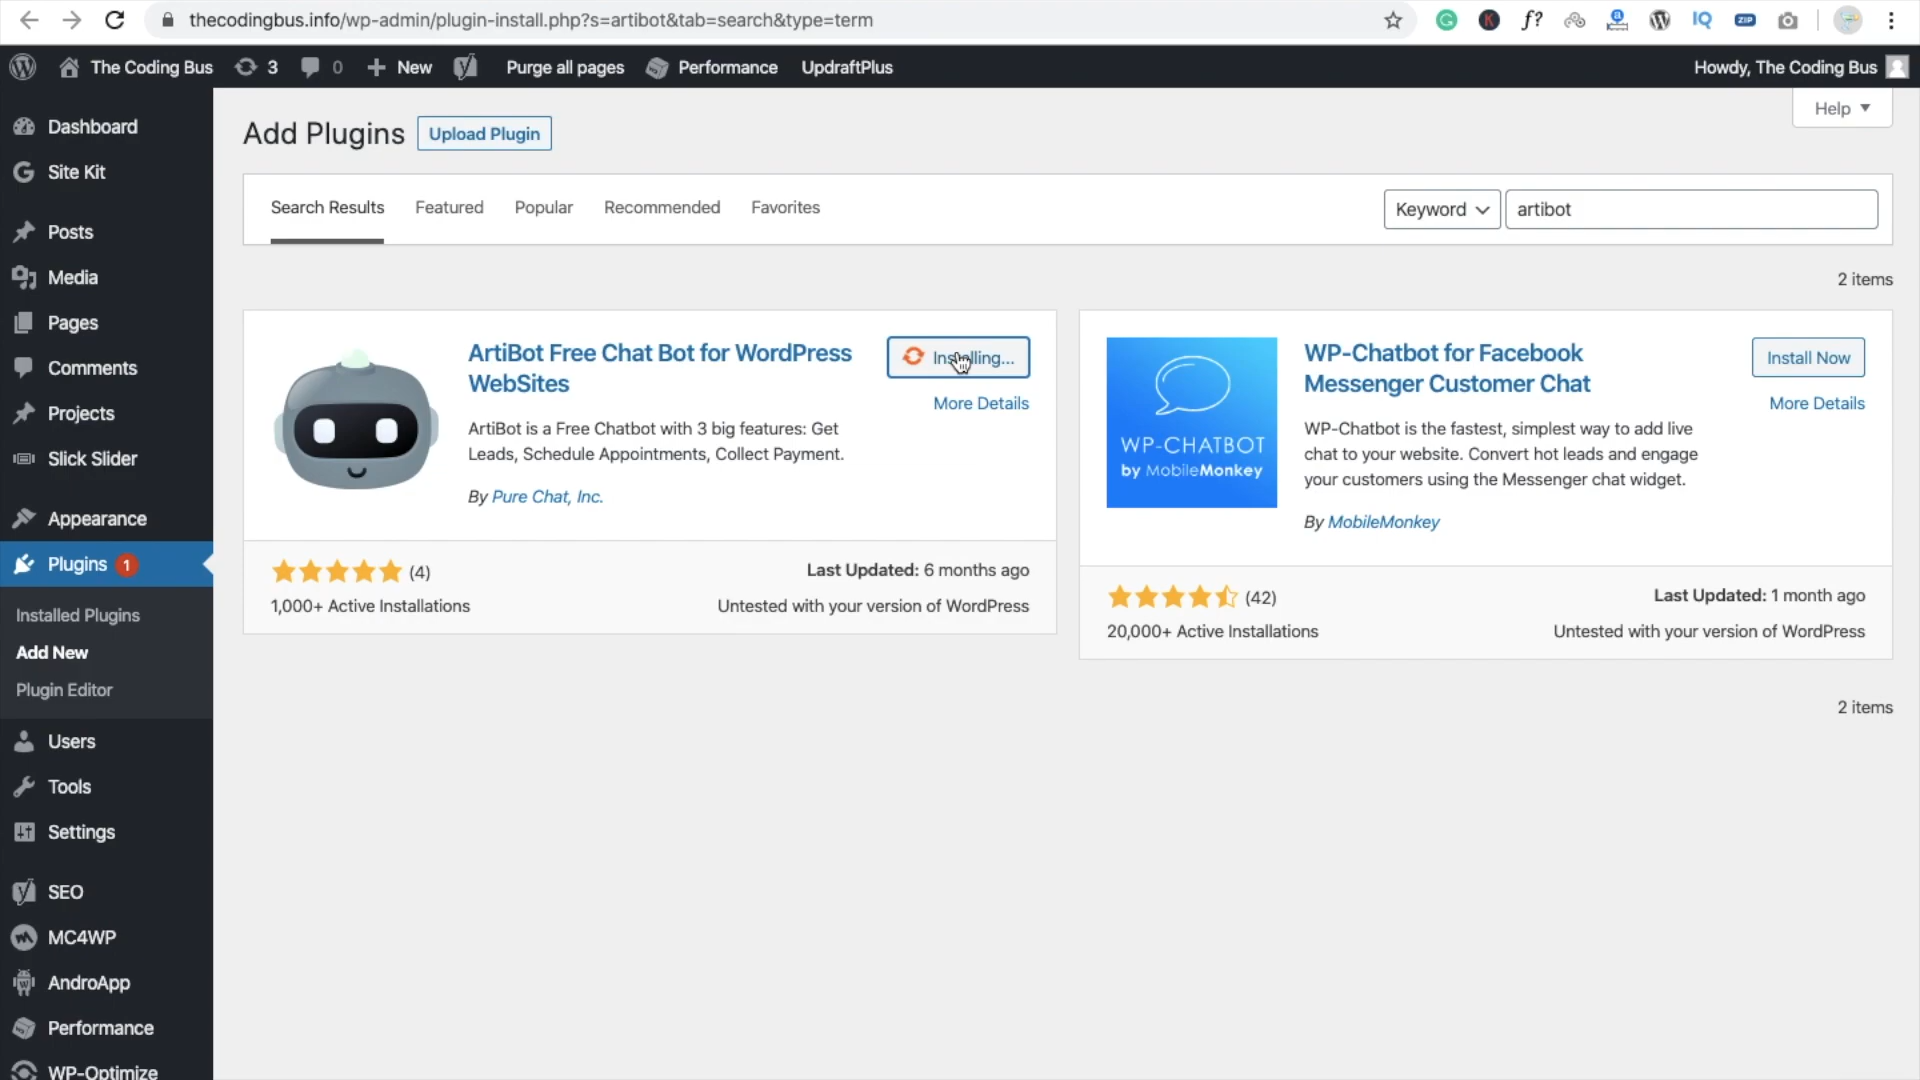 thecodingbus.info/wp-admin/plugin-install.php?s=artibot&tab=search&type=term
f?
IQ
ZIP
The Coding Bus
3
0
New
Purge all pages
Performance
UpdraftPlus
Howdy, The Coding Bus
Dashboard
Site Kit
Posts
Media
Pages
Comments
Projects
Slick Slider
Appearance
Plugins 1
Installed Plugins
Add New
Plugin Editor
Users
Tools
Settings
SEO
MC4WP
AndroApp
Performance
WP-Optimize
Help
Add Plugins
Upload Plugin
Search Results
Featured
Popular
Recommended
Favorites
Keyword
artibot
2 items
ArtiBot Free Chat Bot for WordPress
WebSites
Installing...
More Details
ArtiBot is a Free Chatbot with 3 big features: Get
Leads, Schedule Appointments, Collect Payment.
By Pure Chat, Inc.
(4)
Last Updated: 6 months ago
1,000+ Active Installations
Untested with your version of WordPress
WP-CHATBOT
by MobileMonkey
WP-Chatbot for Facebook
Messenger Customer Chat
Install Now
More Details
WP-Chatbot is the fastest, simplest way to add live
chat to your website. Convert hot leads and engage
your customers using the Messenger chat widget.
By MobileMonkey
(42)
Last Updated: 1 month ago
20,000+ Active Installations
Untested with your version of WordPress
2 items